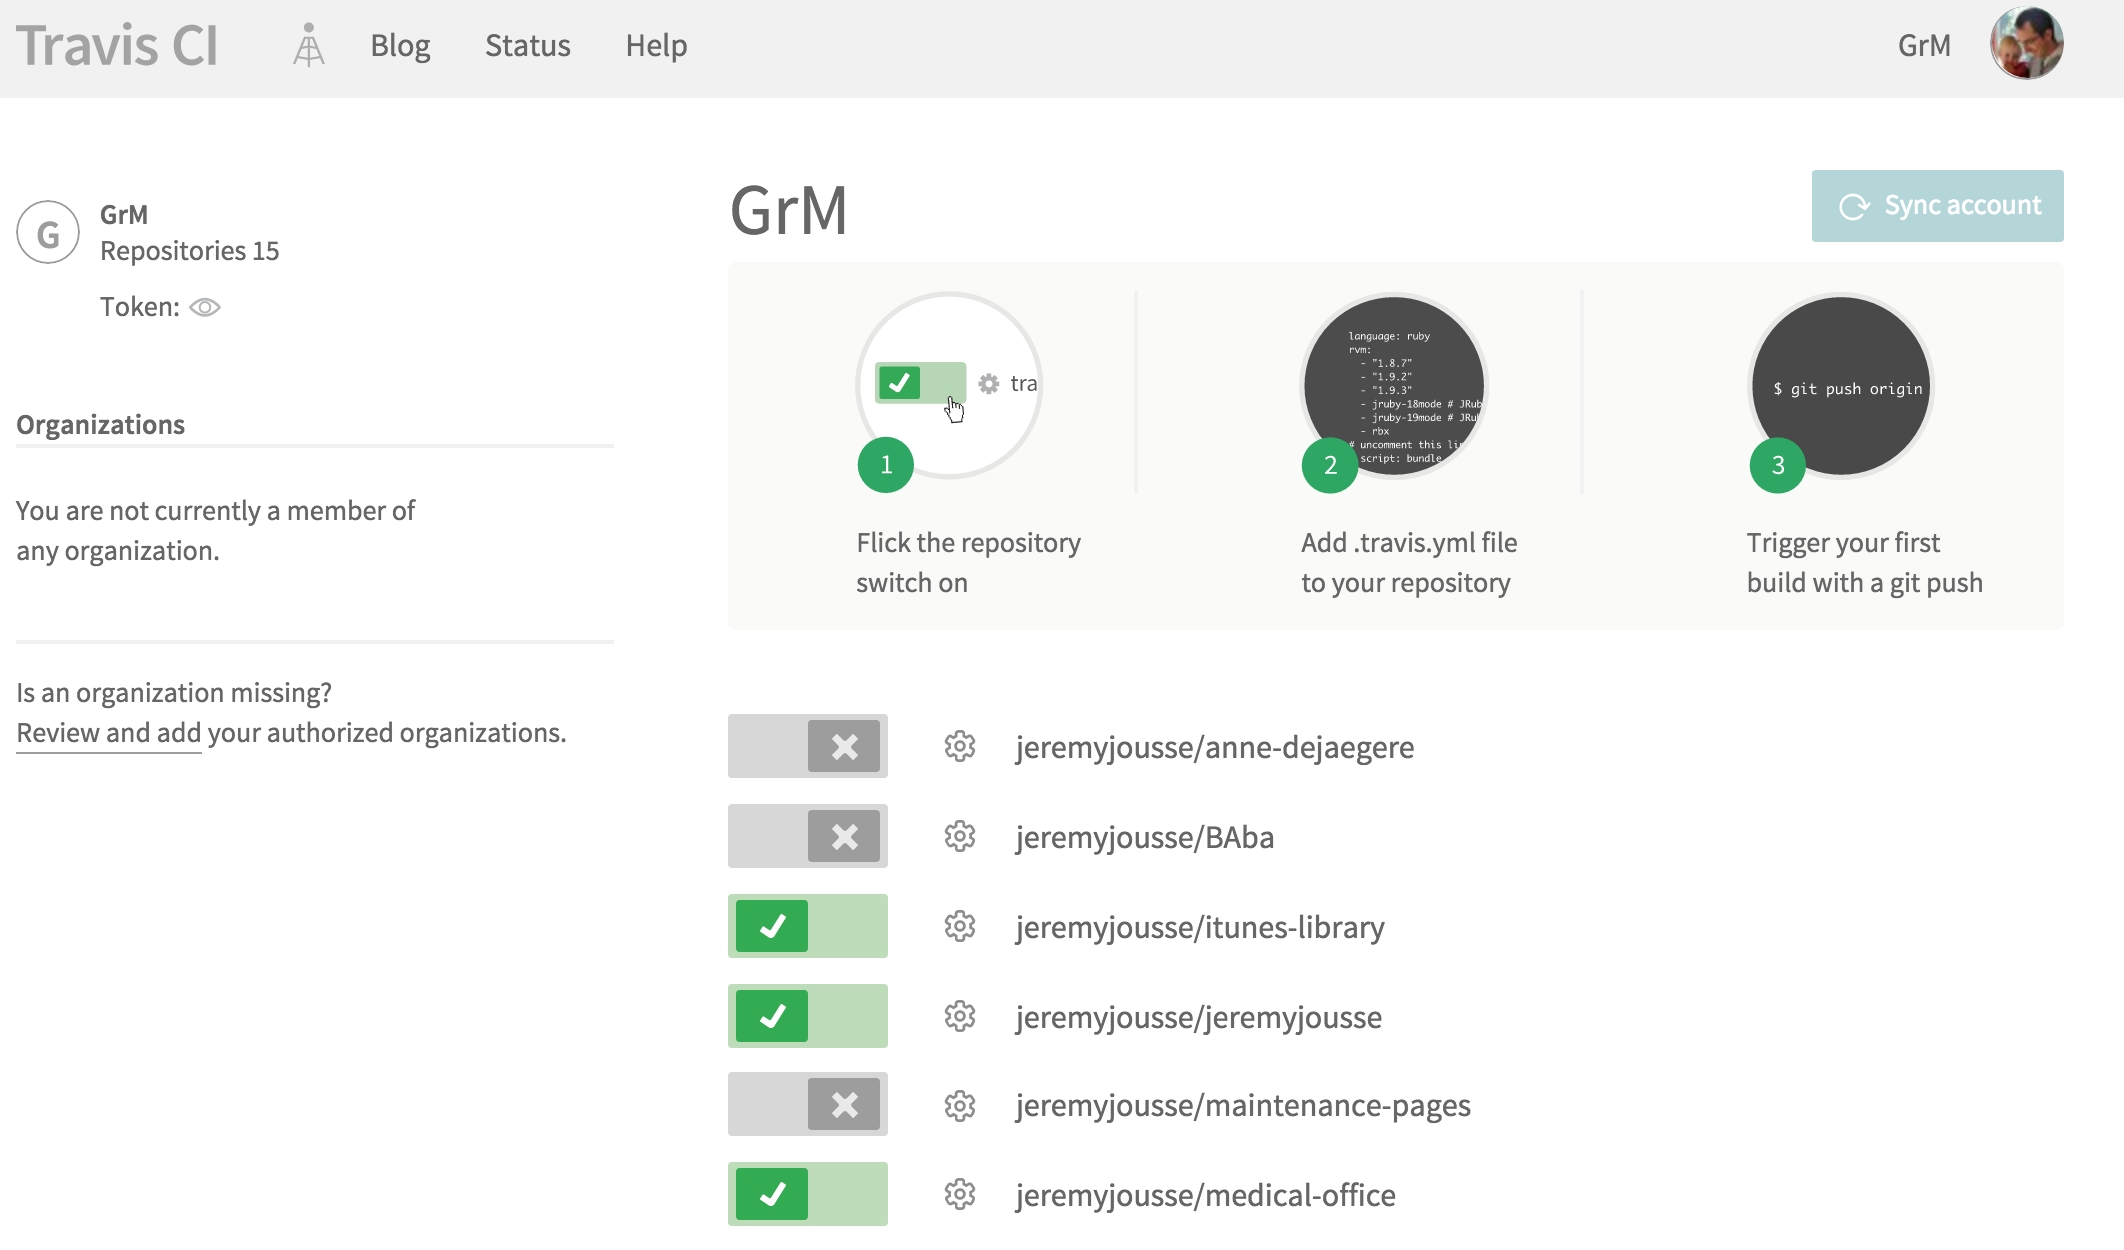 Travis CI
Blog
Status
Help
GrM
G
GrM
Repositories 15
Token:
Organizations
You are not currently a member of
any organization.
Is an organization missing?
Review and add your authorized organizations.
GrM
Sync account
tra
1
Flick the repository
switch on
language: ruby
rvm:
- "1.8.7"
- "1.9.2"
- "1.9.3"
- jruby-18mode # JRub
- jruby-19mode # JRu
- rbx
# uncomment this li
script: bundle
2
Add .travis.yml file
to your repository
$ git push origin
3
Trigger your first
build with a git push
jeremyjousse/anne-dejaegere
jeremyjousse/BAba
jeremyjousse/itunes-library
jeremyjousse/jeremyjousse
jeremyjousse/maintenance-pages
jeremyjousse/medical-office